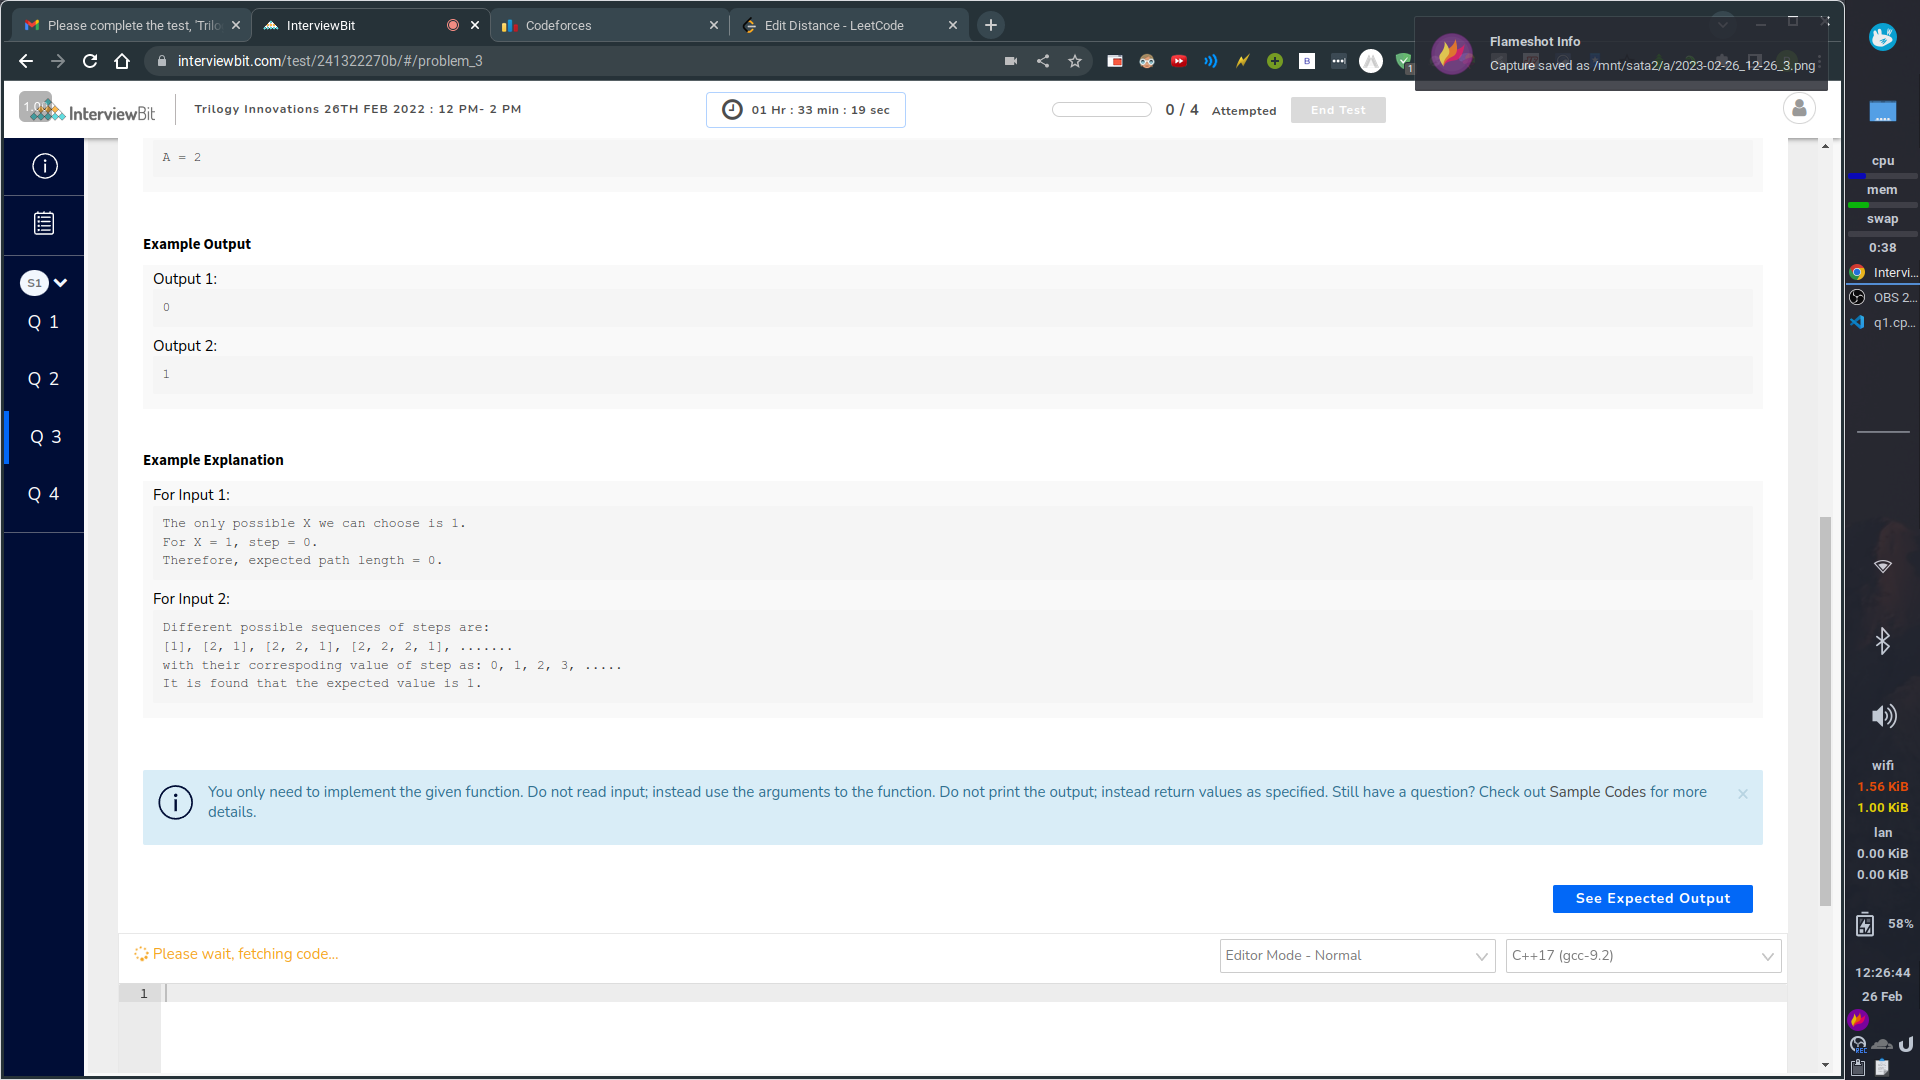 Please complete the test, 'Trilo
InterviewBit
Codeforces
Edit Distance - LeetCode
interviewbit.com/test/241322270b/#/problem_3
Flameshot Info
Capture saved as /mnt/sata2/a/2023-02-26_12-26_3.png
1.00
InterviewBit
Trilogy Innovations 26TH FEB 2022 : 12 PM- 2 PM
01 Hr : 33 min : 19 sec
0 / 4 Attempted
End Test
S1
Q 1
Q 2
Q 3
Q 4
A = 2
Example Output
Output 1:
0
Output 2:
1
Example Explanation
For Input 1:
The only possible X we can choose is 1.
For X = 1, step = 0.
Therefore, expected path length = 0.
For Input 2:
Different possible sequences of steps are:
[1], [2, 1], [2, 2, 1], [2, 2, 2, 1], .......
with their correspoding value of step as: 0, 1, 2, 3, .....
It is found that the expected value is 1.
You only need to implement the given function. Do not read input; instead use the arguments to the function. Do not print the output; instead return values as specified. Still have a question? Check out Sample Codes for more
details.
See Expected Output
Please wait, fetching code...
Editor Mode - Normal
C++17 (gcc-9.2)
1
cpu
mem
swap
0:38
Intervi...
OBS 2...
q1.cp...
wifi
1.56 KiB
1.00 KiB
lan
0.00 KiB
0.00 KiB
58%
12:26:44
26 Feb
REC